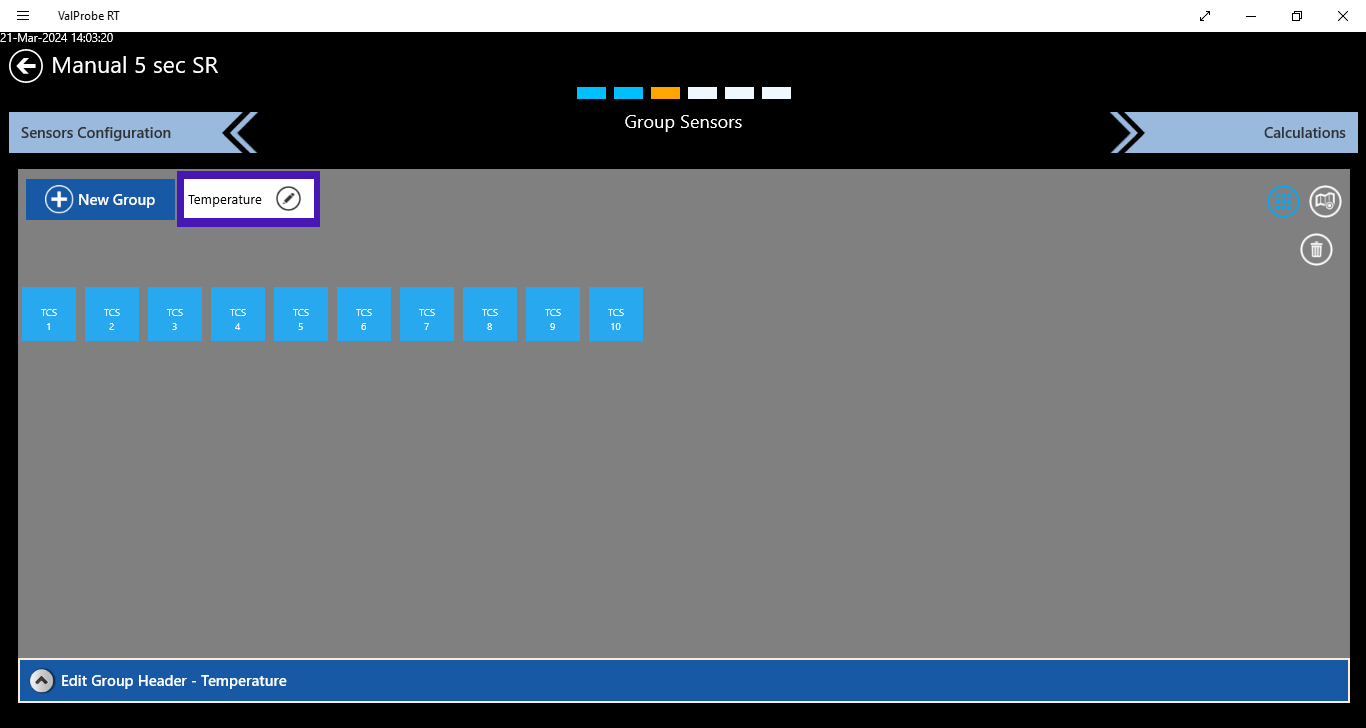 ValProbe RT
21-Mar-2024 14:03:20
Manual 5 sec SR
Sensors Configuration
Group Sensors
Calculations
New Group
Temperature
TCS
1
TCS
2
TCS
3
TCS
4
TCS
5
TCS
6
TCS
7
TCS
8
TCS
9
TCS
10
Edit Group Header - Temperature